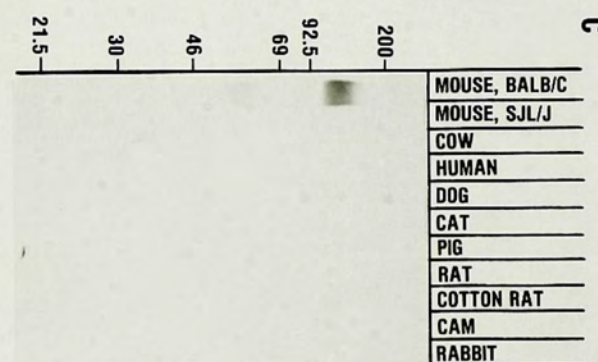 C
21.5
30
46
69
92.5
200
MOUSE, BALB/C
MOUSE, SJL/J
COW
HUMAN
DOG
CAT
PIG
RAT
COTTON RAT
CAM
RABBIT